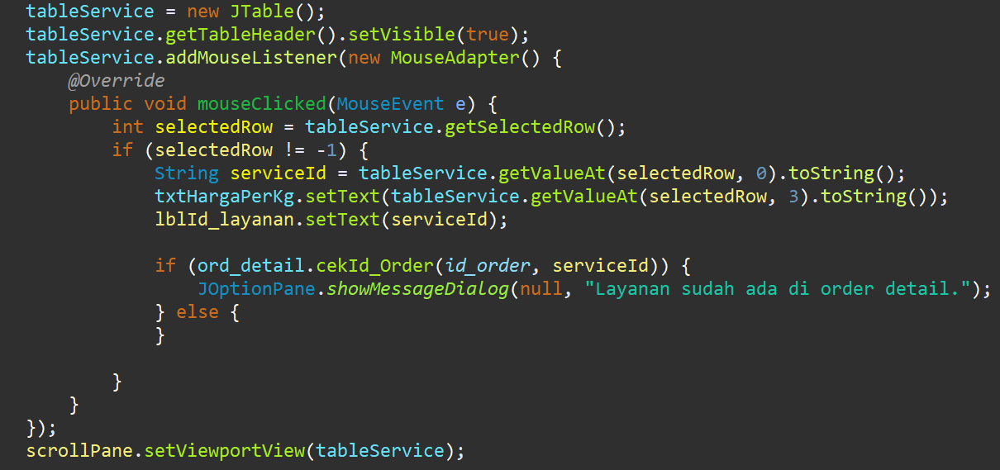 tableService = new JTable();
tableService.getTableHeader().setVisible(true);
tableService.addMouseListener(new MouseAdapter() {
    @Override
    public void mouseClicked(MouseEvent e) {
        int selectedRow = tableService.getSelectedRow();
        if (selectedRow != -1) {
            String serviceId = tableService.getValueAt(selectedRow, 0).toString();
            txtHargaPerKg.setText(tableService.getValueAt(selectedRow, 3).toString());
            lblId_layanan.setText(serviceId);

            if (ord_detail.cekId_Order(id_order, serviceId)) {
                JOptionPane.showMessageDialog(null, "Layanan sudah ada di order detail.");
            } else {
            }

        }
    }
});
scrollPane.setViewportView(tableService);